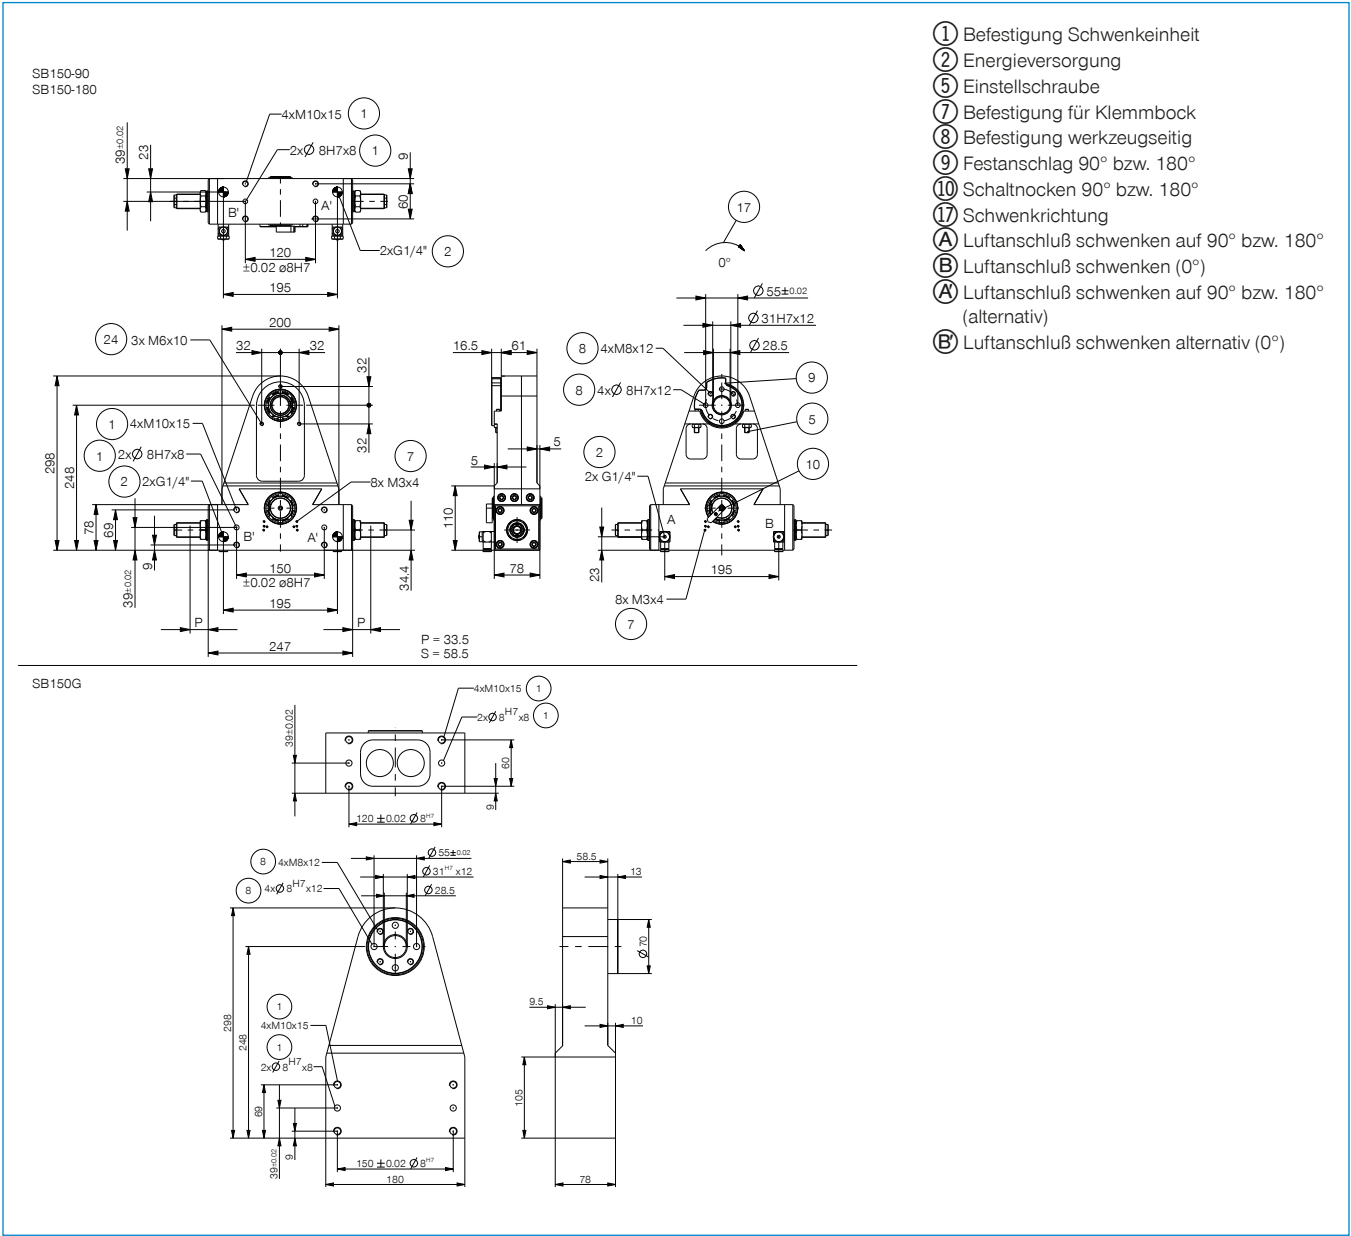 SB150-90
SB150-180
4xM10x15 1
2xØ 8H7x8 1
39±0.02
23
9
60
B' A'
2xG1/4" 2
120
±0.02 ø8H7
195
17
0°
200
24 3x M6x10
32 32
32
32
1 4xM10x15
1 2xØ 8H7x8
2 2xG1/4"
7
8x M3x4
298
248
78
69
39±0.02
9
B' A'
150
±0.02 ø8H7
195
34.4
P P
247
P = 33.5
S = 58.5
16.5 61
5
5
110
78
Ø 55±0.02
Ø 31H7x12
Ø 28.5
8 4xM8x12
8 4xØ 8H7x12
9
5
10
2
2x G1/4"
A B
23
195
8x M3x4
7
SB150G
4xM10x15 1
2xØ 8H7x8 1
39±0.02
60
9
120 ±0.02 Ø 8H7
Ø 55±0.02
8 4xM8x12
Ø 31H7 x12
8 4xØ 8H7x12
Ø 28.5
298
248
1
4xM10x15
1
2xØ 8H7x8
69
39±0.02
9
150 ±0.02 Ø 8H7
180
58.5
13
Ø 70
9.5
10
105
78
1 Befestigung Schwenkeinheit
2 Energieversorgung
5 Einstellschraube
7 Befestigung für Klemmbock
8 Befestigung werkzeugseitig
9 Festanschlag 90° bzw. 180°
10 Schaltnocken 90° bzw. 180°
17 Schwenkrichtung
A Luftanschluß schwenken auf 90° bzw. 180°
B Luftanschluß schwenken (0°)
A' Luftanschluß schwenken auf 90° bzw. 180°
(alternativ)
B' Luftanschluß schwenken alternativ (0°)